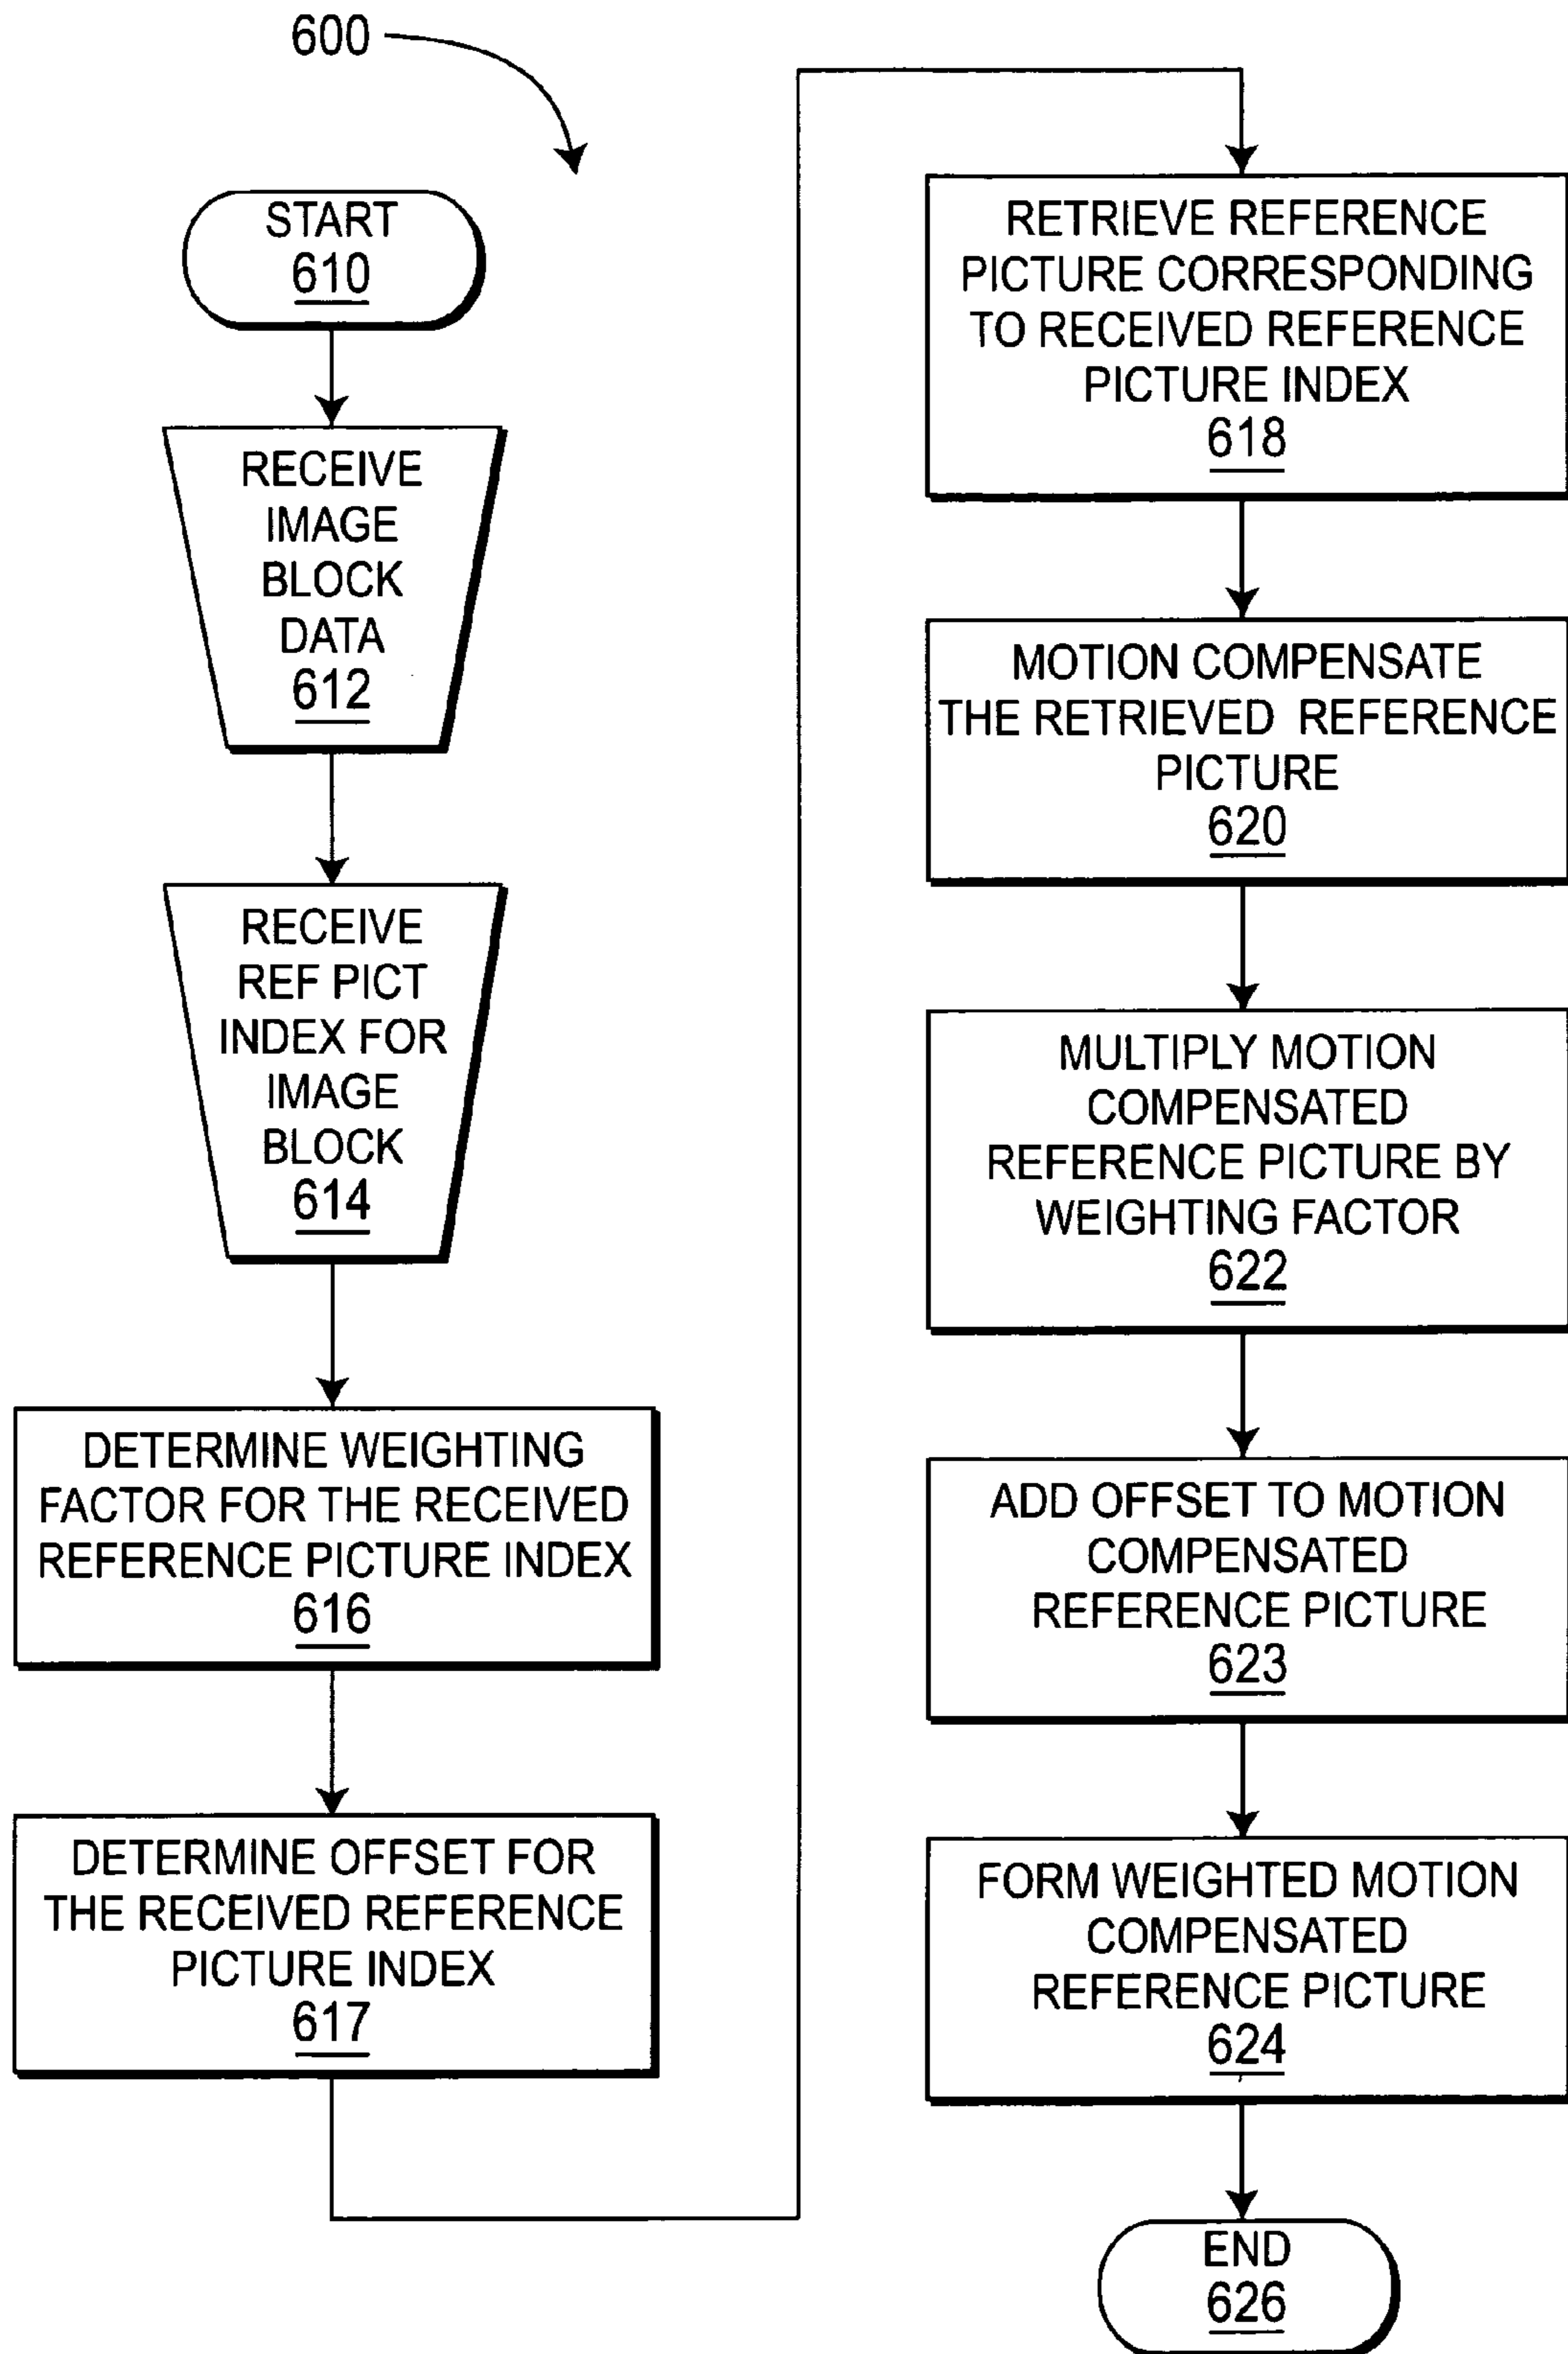 600
START
610
RECEIVE
IMAGE
BLOCK
DATA
612
RECEIVE
REF PICT
INDEX FOR
IMAGE
BLOCK
614
DETERMINE WEIGHTING
FACTOR FOR THE RECEIVED
REFERENCE PICTURE INDEX
616
DETERMINE OFFSET FOR
THE RECEIVED REFERENCE
PICTURE INDEX
617
RETRIEVE REFERENCE
PICTURE CORRESPONDING
TO RECEIVED REFERENCE
PICTURE INDEX
618
MOTION COMPENSATE
THE RETRIEVED REFERENCE
PICTURE
620
MULTIPLY MOTION
COMPENSATED
REFERENCE PICTURE BY
WEIGHTING FACTOR
622
ADD OFFSET TO MOTION
COMPENSATED
REFERENCE PICTURE
623
FORM WEIGHTED MOTION
COMPENSATED
REFERENCE PICTURE
624
END
626